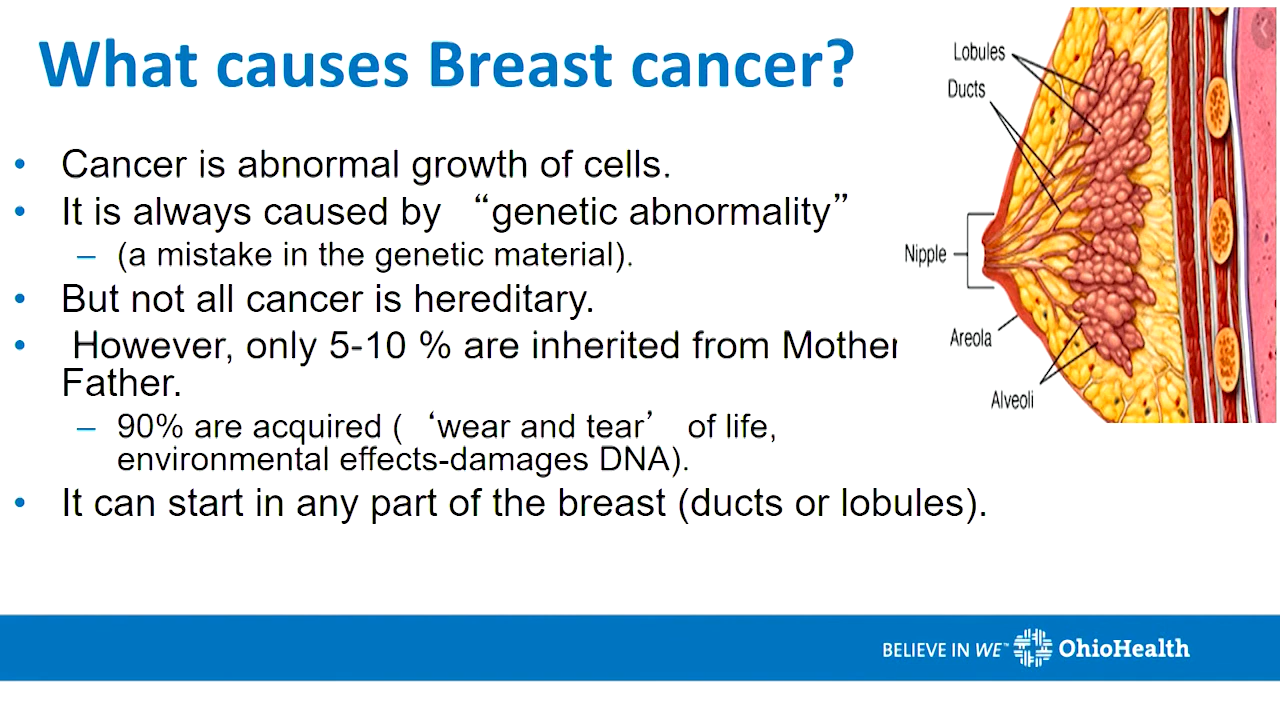 What causes Breast cancer?
• Cancer is abnormal growth of cells.
• It is always caused by “genetic abnormality”
– (a mistake in the genetic material).
• But not all cancer is hereditary.
• However, only 5-10 % are inherited from Mother
Father.
– 90% are acquired ( ‘wear and tear’ of life,
environmental effects-damages DNA).
• It can start in any part of the breast (ducts or lobules).
Lobules
Ducts
Nipple
Areola
Alveoli
BELIEVE IN WE™ OhioHealth